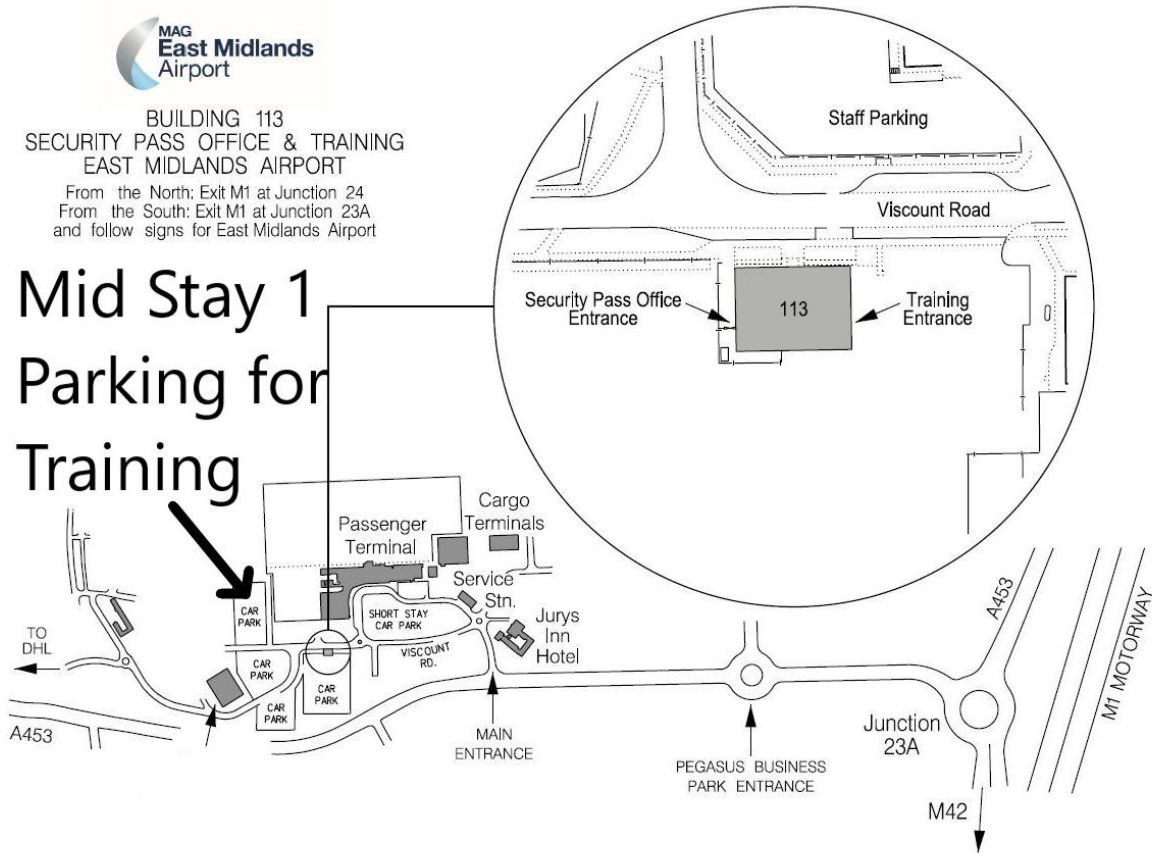 MAG
East Midlands
Airport
BUILDING 113
SECURITY PASS OFFICE & TRAINING
EAST MIDLANDS AIRPORT
From the North: Exit M1 at Junction 24
From the South: Exit M1 at Junction 23A
and follow signs for East Midlands Airport
Mid Stay 1
Parking for
Training
Staff Parking
Viscount Road
Security Pass Office
Entrance
113
Training
Entrance
Passenger
Terminal
Cargo
Terminals
Service
Stn.
Jurys
Inn
Hotel
CAR
PARK
SHORT STAY
CAR PARK
VISCOUNT
RD.
TO
DHL
CAR
PARK
CAR
PARK
CAR
PARK
A453
MAIN
ENTRANCE
PEGASUS BUSINESS
PARK ENTRANCE
Junction
23A
A453
M1 MOTORWAY
M42